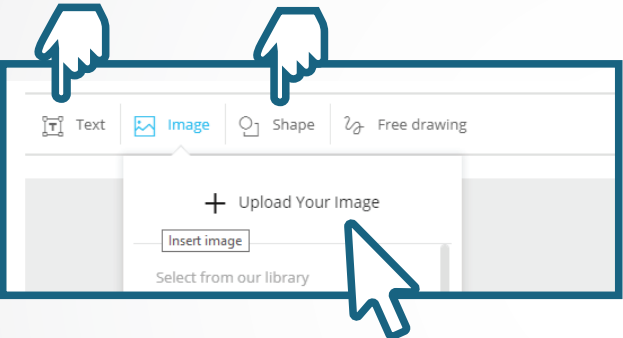 Text Image Shape Free drawing
Upload Your Image
Insert image
Select from our library